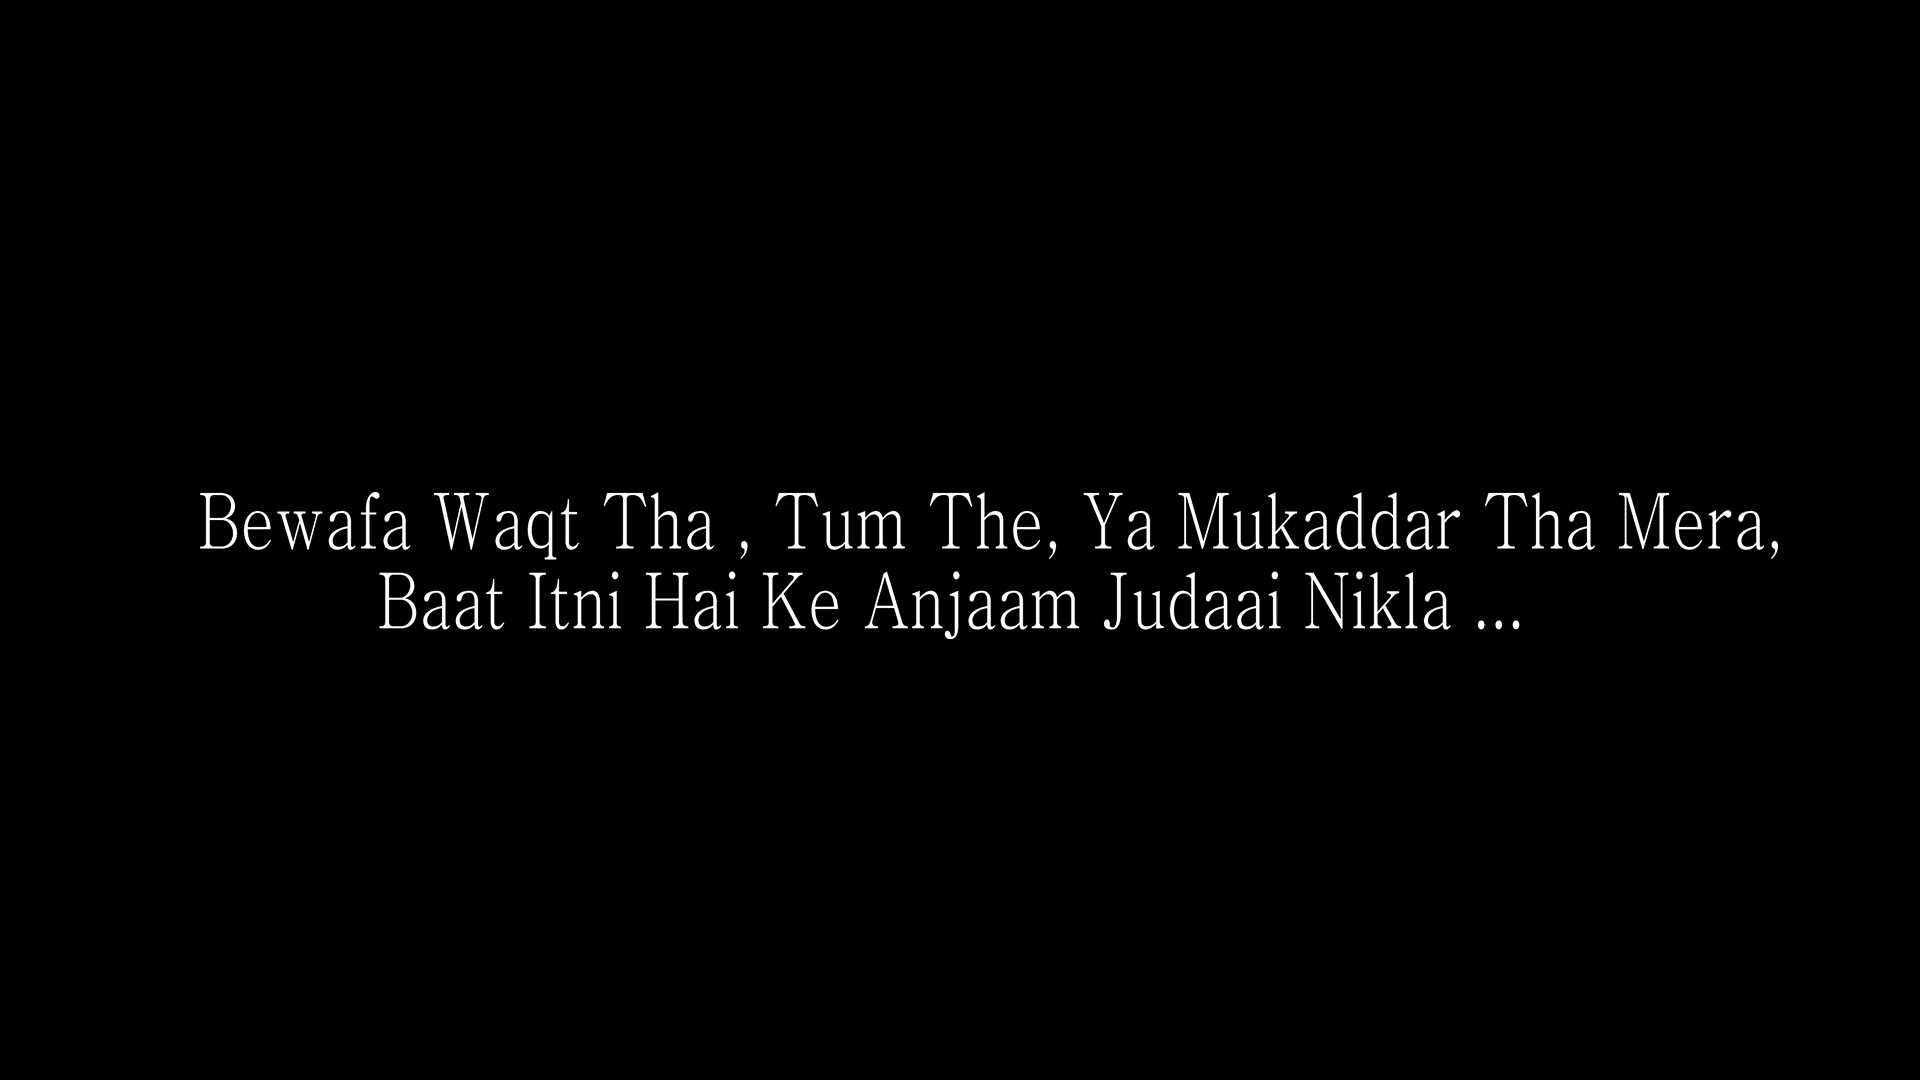 Bewafa Waqt Tha , Tum The, Ya Mukaddar Tha Mera,
Baat Itni Hai Ke Anjaam Judaai Nikla ...